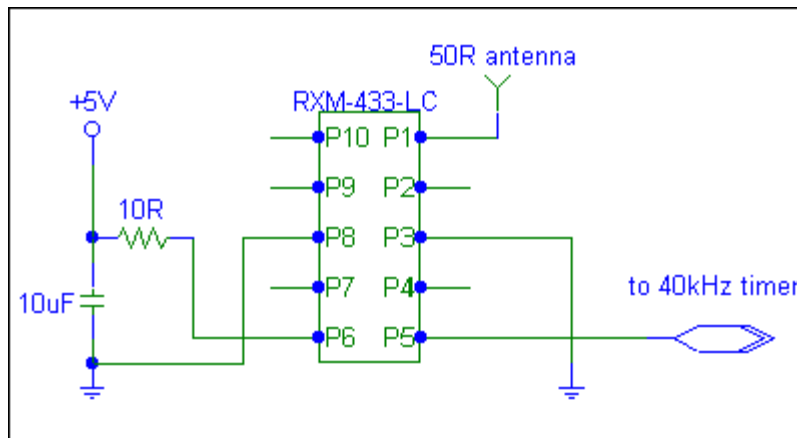 50R antenna
+5V
RXM-433-LC
P10 P1
P9 P2
10R
P8 P3
P7 P4
to 40kHz timer
10uF
P6 P5